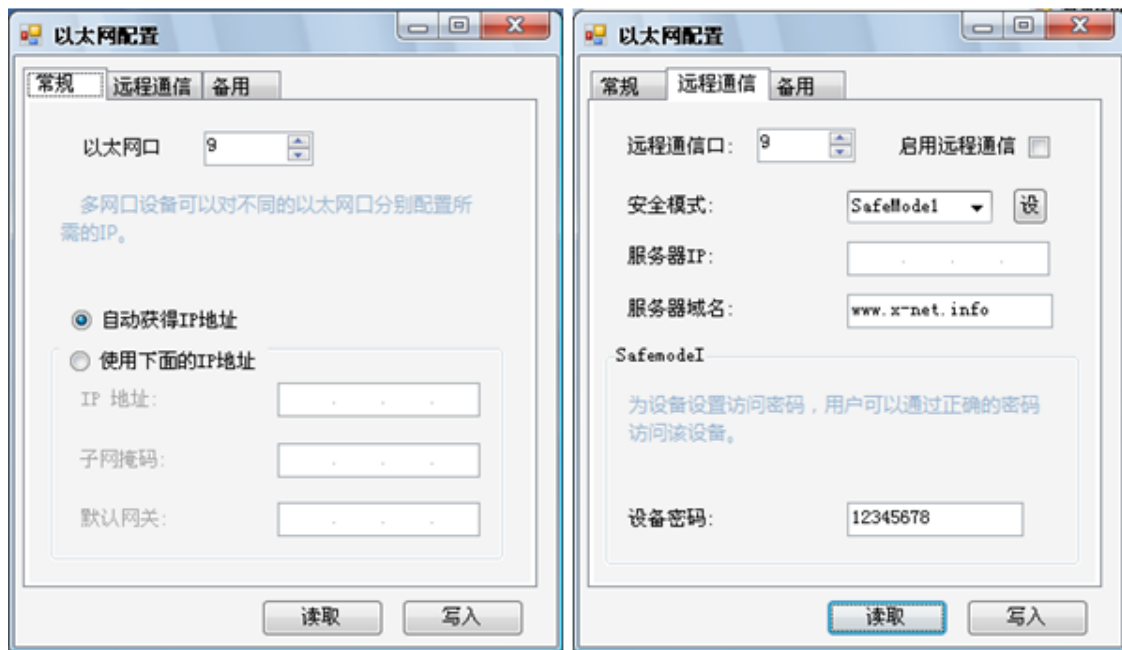 以太网配置
常规 远程通信 备用
以太网口 9
多网口设备可以对不同的以太网口分别配置所
需的IP。
自动获得IP地址
使用下面的IP地址
IP 地址:
子网掩码:
默认网关:
读取 写入
以太网配置
常规 远程通信 备用
远程通信口: 9 启用远程通信
安全模式: SafeMode1 设
服务器IP:
服务器域名: www.x-net.info
SafemodeI
为设备设置访问密码，用户可以通过正确的密码
访问该设备。
设备密码: 12345678
读取 写入